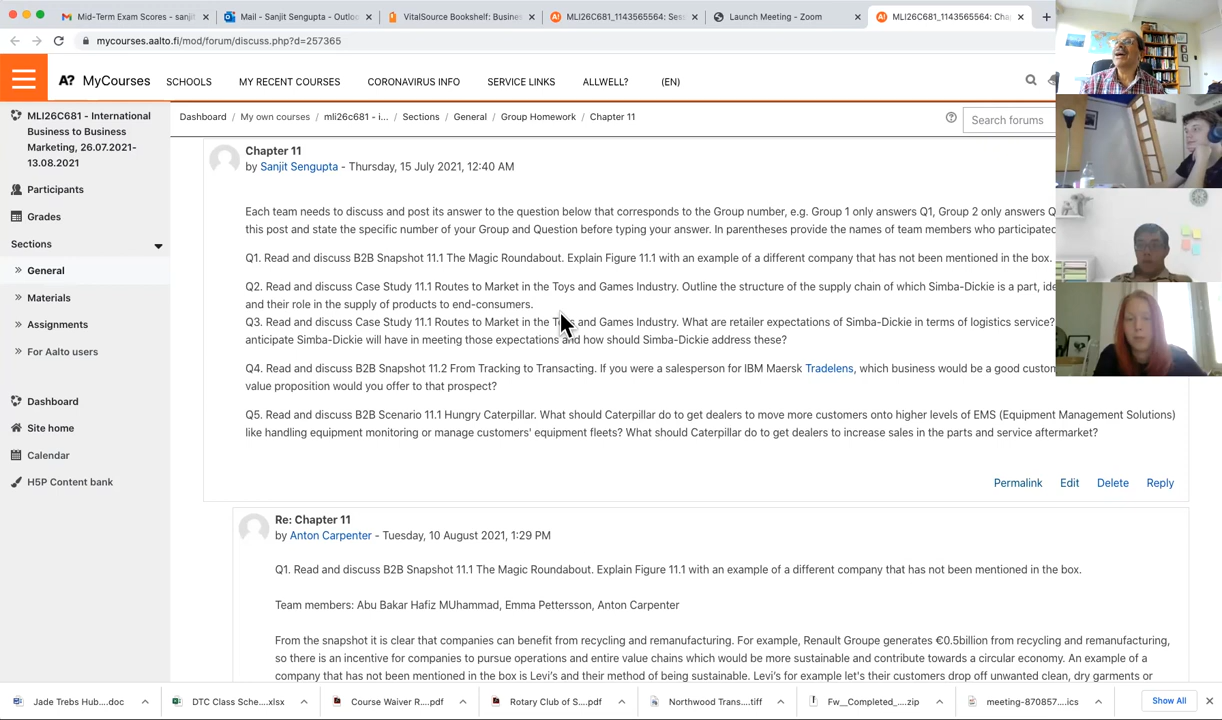 Mid-Term Exam Scores - sanjit
Mail - Sanjit Sengupta - Outloo
VitalSource Bookshelf: Busine
MLI26C681_1143565564: Ses
Launch Meeting - Zoom
MLI26C681_1143565564: Cha
mycourses.aalto.fi/mod/forum/discuss.php?d=257365
A? MyCourses
SCHOOLS
MY RECENT COURSES
CORONAVIRUS INFO
SERVICE LINKS
ALLWELL?
(EN)
MLI26C681 - International
Business to Business
Marketing, 26.07.2021-
13.08.2021
Participants
Grades
Sections
General
Materials
Assignments
For Aalto users
Dashboard
Site home
Calendar
H5P Content bank
Dashboard / My own courses / mli26c681 - i... / Sections / General / Group Homework / Chapter 11
Search forums
Chapter 11
by Sanjit Sengupta - Thursday, 15 July 2021, 12:40 AM
Each team needs to discuss and post its answer to the question below that corresponds to the Group number, e.g. Group 1 only answers Q1, Group 2 only answers Q
this post and state the specific number of your Group and Question before typing your answer. In parentheses provide the names of team members who participated
Q1. Read and discuss B2B Snapshot 11.1 The Magic Roundabout. Explain Figure 11.1 with an example of a different company that has not been mentioned in the box.
Q2. Read and discuss Case Study 11.1 Routes to Market in the Toys and Games Industry. Outline the structure of the supply chain of which Simba-Dickie is a part, ide
and their role in the supply of products to end-consumers.
Q3. Read and discuss Case Study 11.1 Routes to Market in the Toys and Games Industry. What are retailer expectations of Simba-Dickie in terms of logistics service?
anticipate Simba-Dickie will have in meeting those expectations and how should Simba-Dickie address these?
Q4. Read and discuss B2B Snapshot 11.2 From Tracking to Transacting. If you were a salesperson for IBM Maersk Tradelens, which business would be a good custom
value proposition would you offer to that prospect?
Q5. Read and discuss B2B Scenario 11.1 Hungry Caterpillar. What should Caterpillar do to get dealers to move more customers onto higher levels of EMS (Equipment Management Solutions)
like handling equipment monitoring or manage customers' equipment fleets? What should Caterpillar do to get dealers to increase sales in the parts and service aftermarket?
Permalink Edit Delete Reply
Re: Chapter 11
by Anton Carpenter - Tuesday, 10 August 2021, 1:29 PM
Q1. Read and discuss B2B Snapshot 11.1 The Magic Roundabout. Explain Figure 11.1 with an example of a different company that has not been mentioned in the box.
Team members: Abu Bakar Hafiz MUhammad, Emma Pettersson, Anton Carpenter
From the snapshot it is clear that companies can benefit from recycling and remanufacturing. For example, Renault Groupe generates €0.5billion from recycling and remanufacturing,
so there is an incentive for companies to pursue operations and entire value chains which would be more sustainable and contribute towards a circular economy. An example of a
company that has not been mentioned in the box is Levi's and their method of being sustainable. Levi's for example let's their customers drop off unwanted clean, dry garments or
Jade Trebs Hub....doc
DTC Class Sche....xlsx
Course Waiver R....pdf
Rotary Club of S....pdf
Northwood Trans....tiff
Fw__Completed_....zip
meeting-870857....ics
Show All